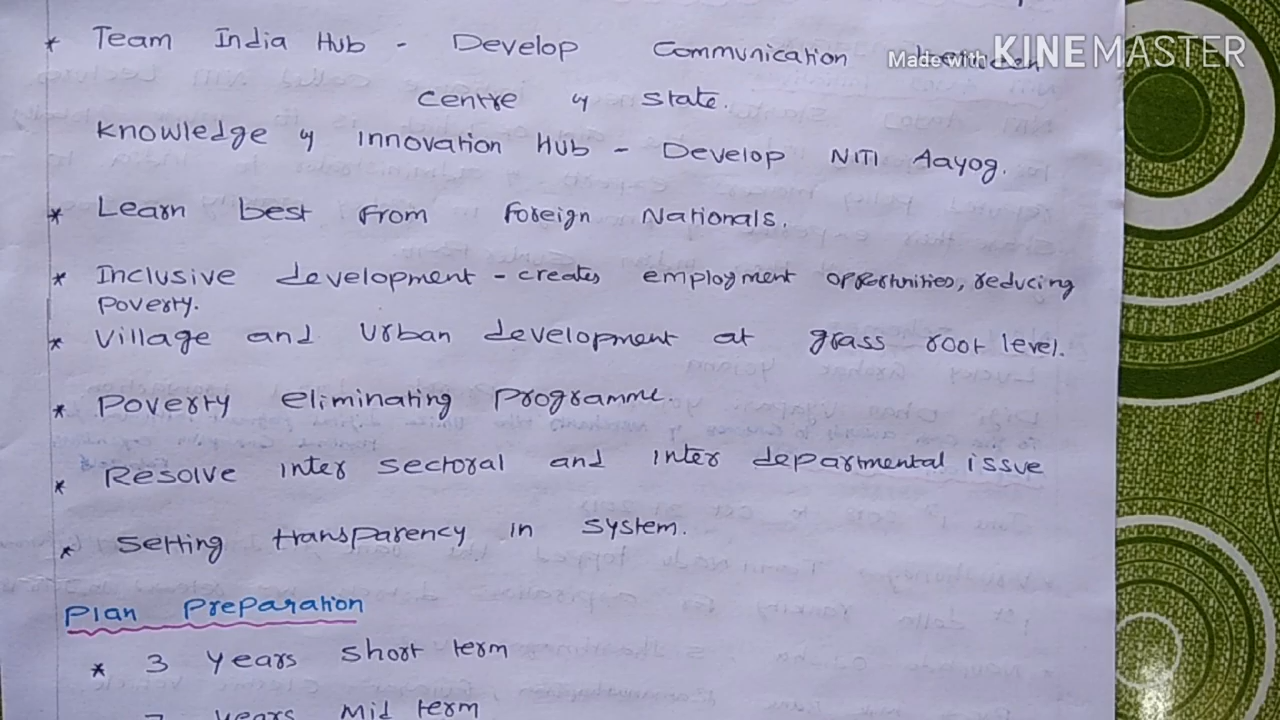 * Team India Hub - Develop Communication between
Made with KINEMASTER
Centre & State.
Knowledge & Innovation Hub - Develop NITI Aayog.
* Learn best From Foreign Nationals.
* Inclusive development - creates employment opportunities, reducing
Poverty.
* Village and Urban development at grass root level.
* Poverty eliminating Programme.
* Resolve inter sectoral and inter departmental issue
* Setting transparency in system.
Plan Preparation
* 3 Years short term
7 Years Mid term